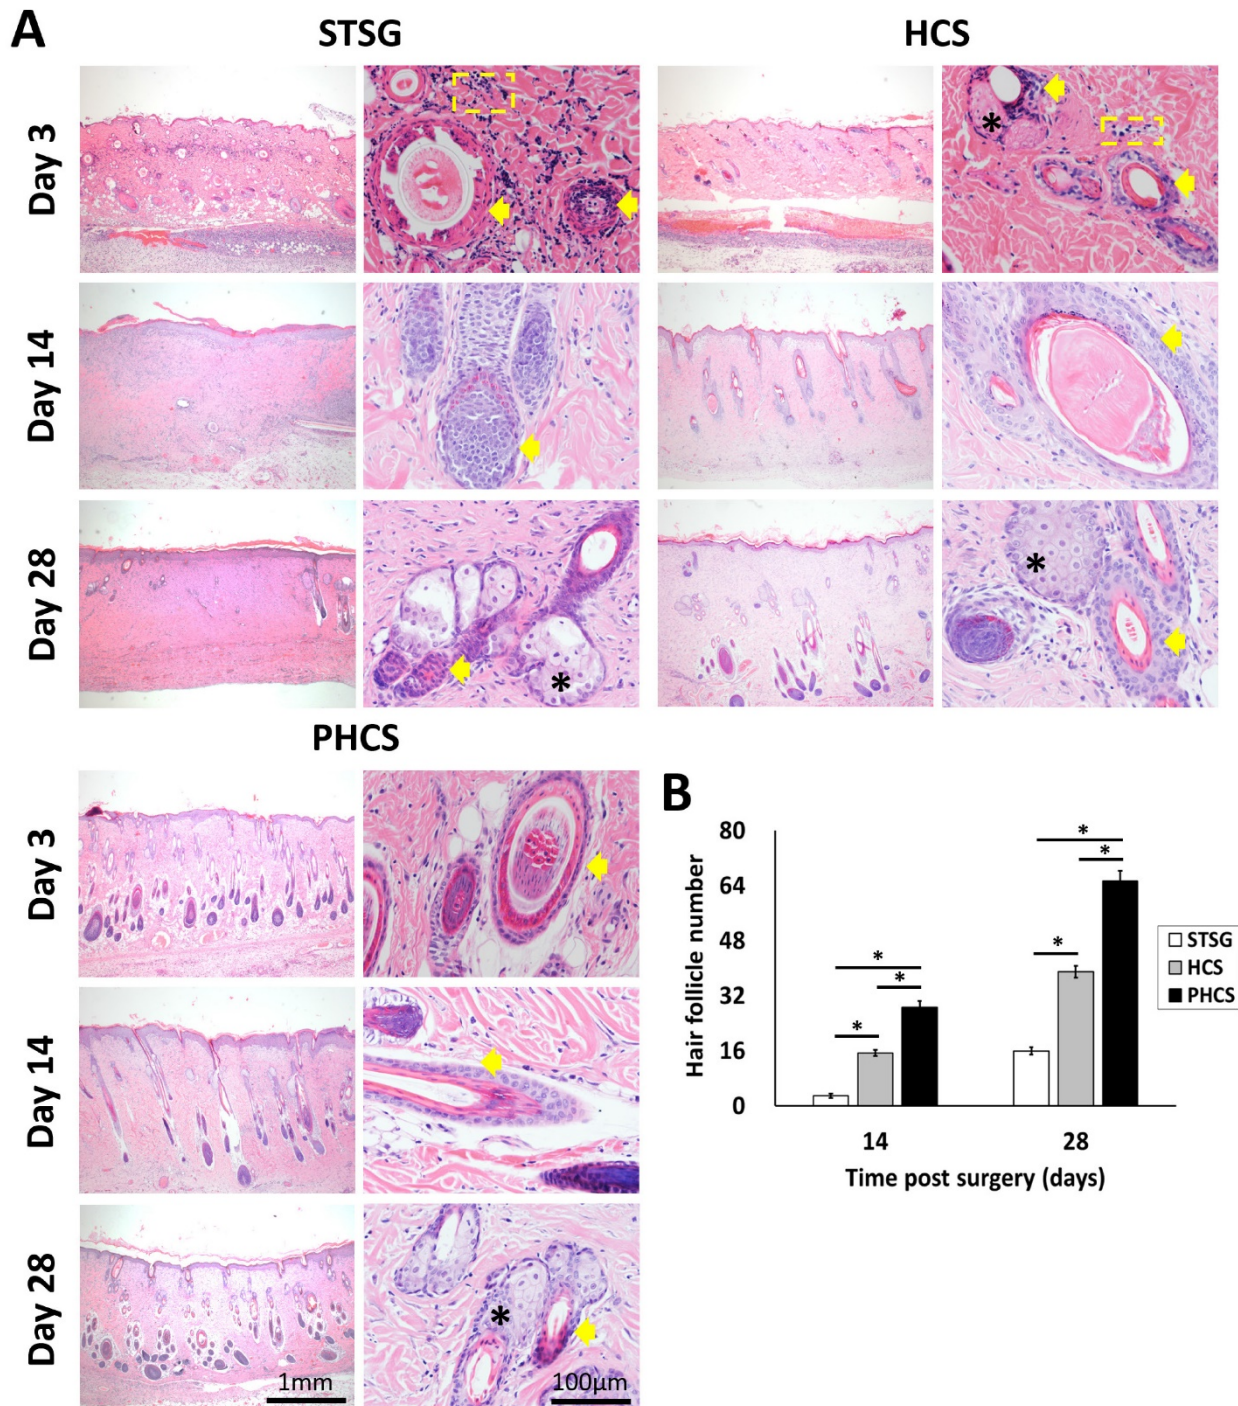 A
STSG
HCS
Day 3
*
Day 14
Day 28
*
*
PHCS
Day 3
Day 14
Day 28
*
1mm
100µm
B
Hair follicle number
80
64
48
32
16
0
*
*
*
*
*
*
14
28
Time post surgery (days)
STSG
HCS
PHCS